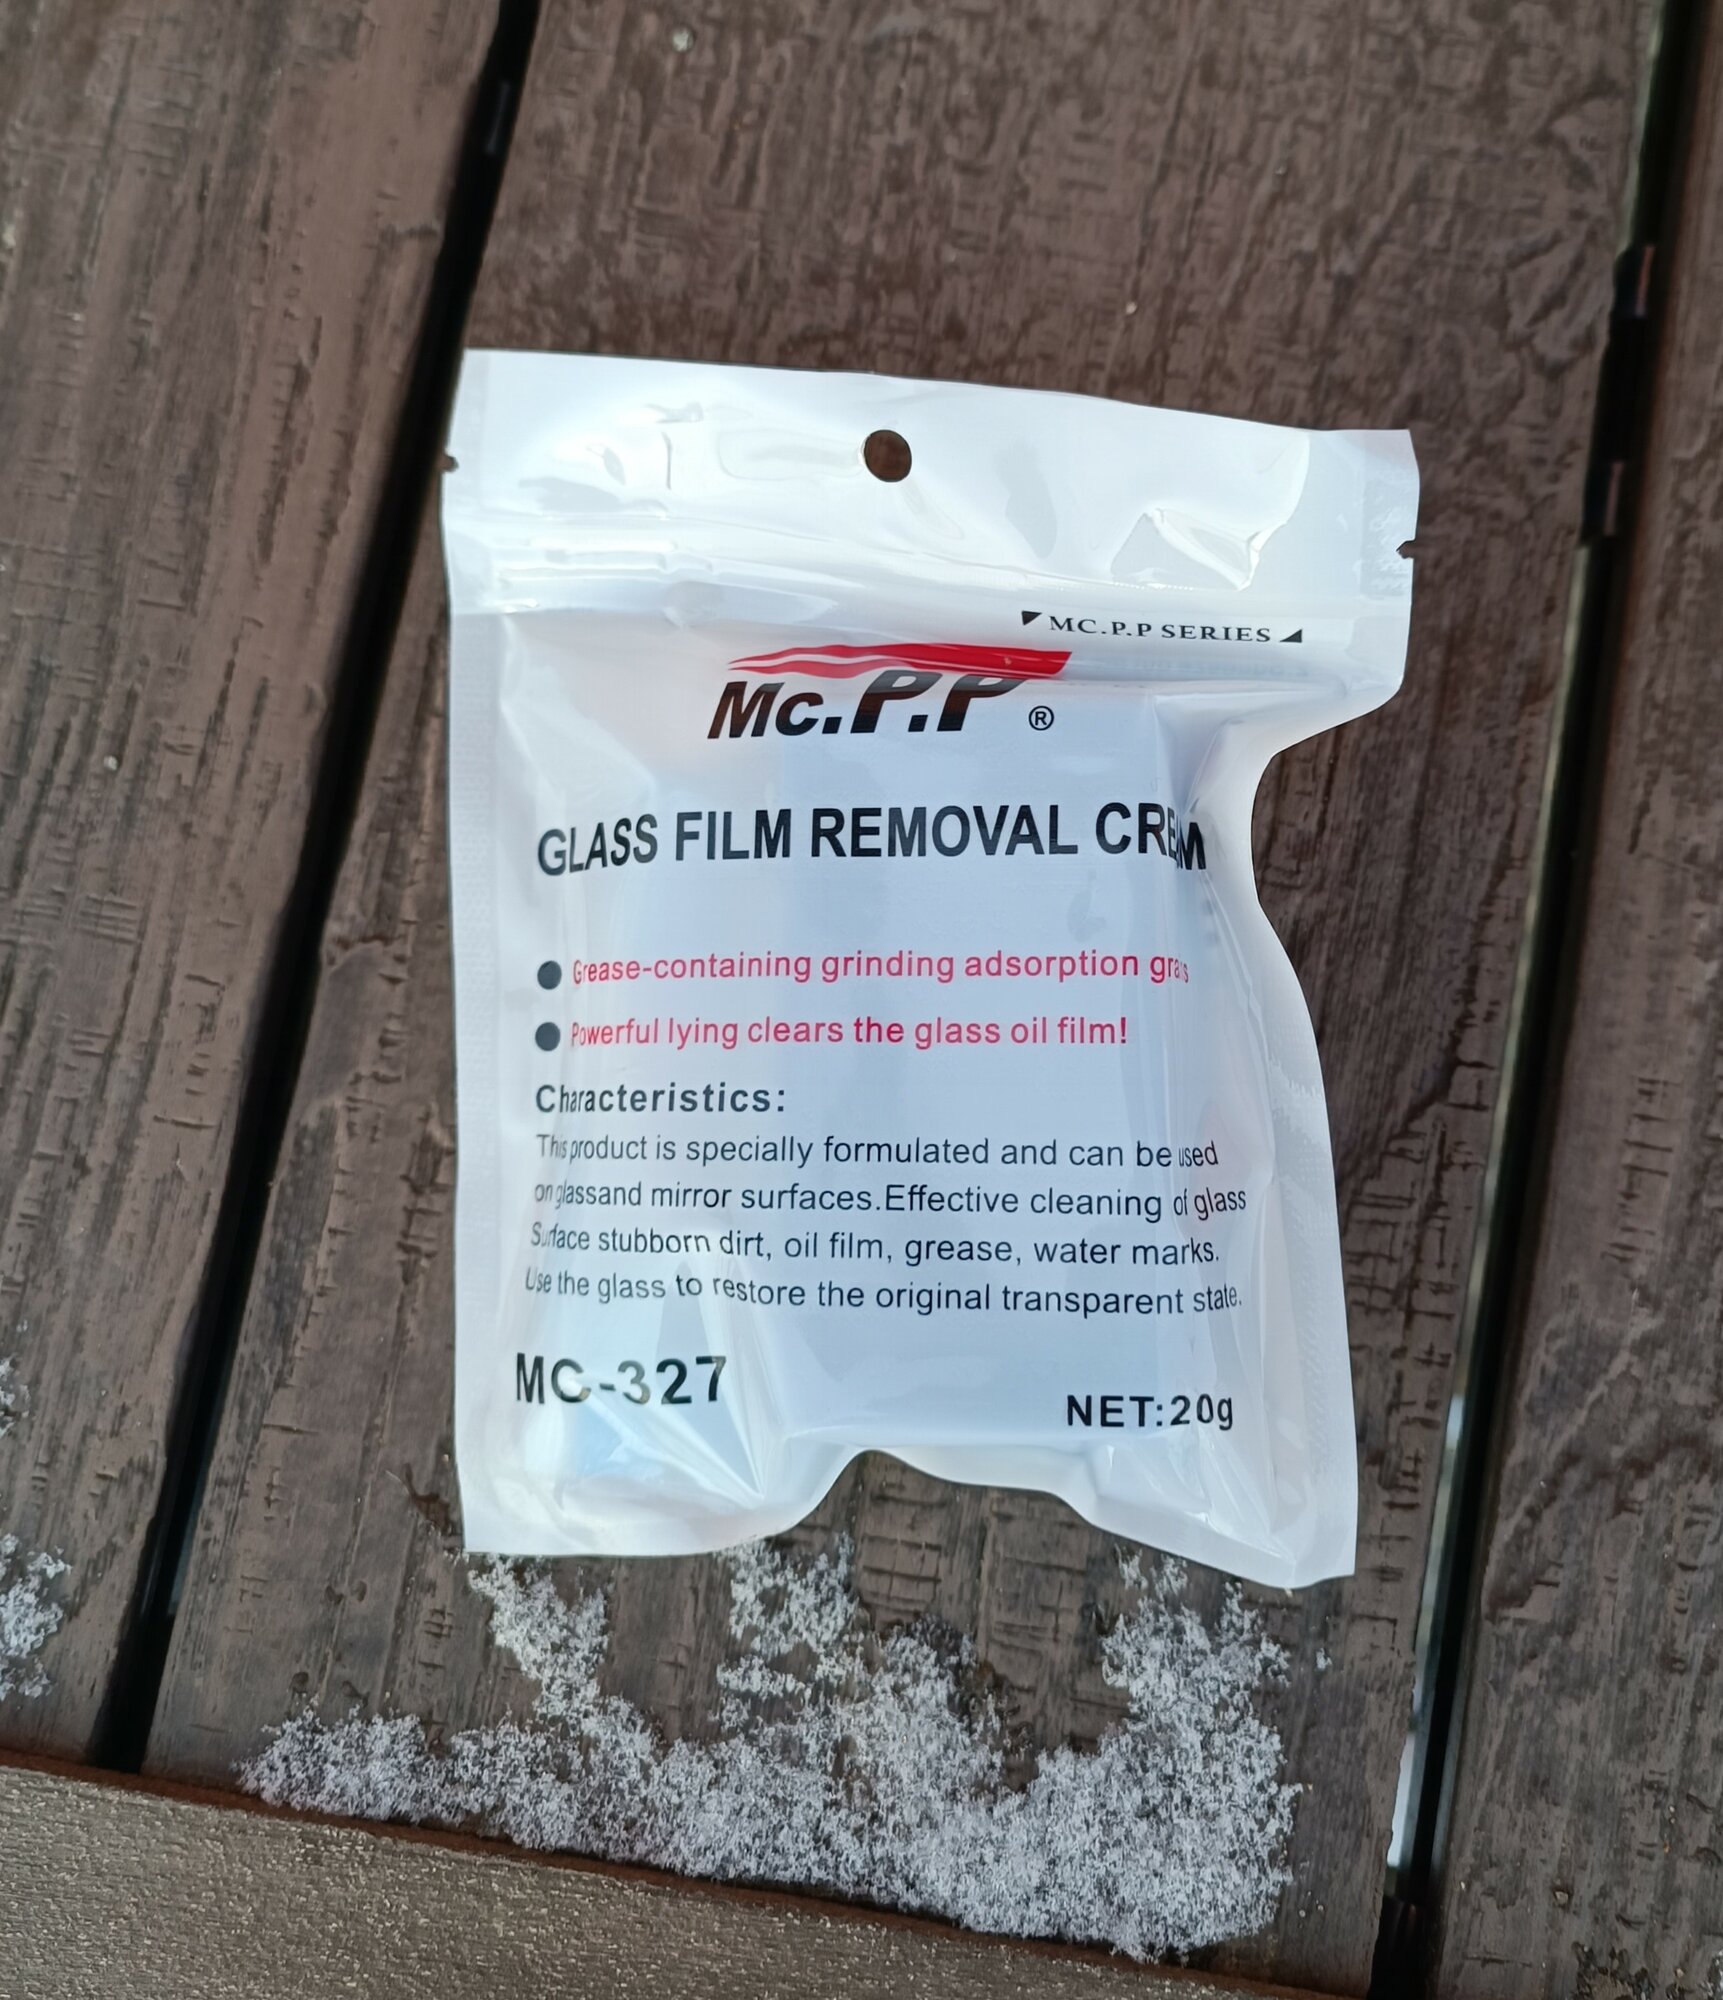 MC.P.P SERIES
Mc.P.P ®
GLASS FILM REMOVAL CREAM
Grease-containing grinding adsorption
Powerful lying clears the glass oil film!
Characteristics:
This product is specially formulated and can be used
on glassand mirror surfaces.Effective cleaning of glass
Surface stubborn dirt, oil film, grease, water marks.
Use the glass to restore the original transparent state.
MC-327
NET:20g